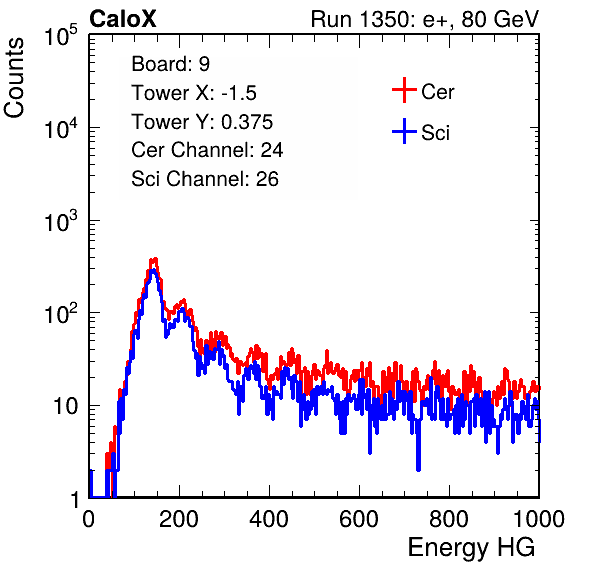 CaloX Run 1350: e+, 80 GeV
Counts
Board: 9
Tower X: -1.5
Tower Y: 0.375
Cer Channel: 24
Sci Channel: 26
Cer
Sci
10^5
10^4
10^3
10^2
10
1
0 200 400 600 800 1000
Energy HG